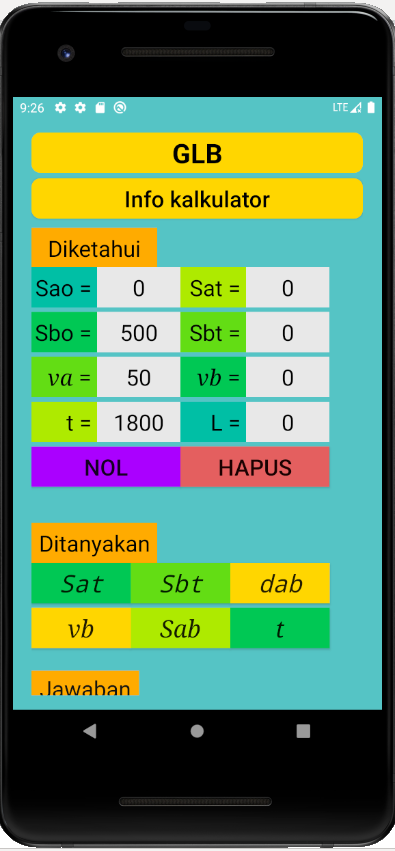 9:26 LTE
GLB
Info kalkulator
Diketahui
Sao = 0 Sat = 0
Sbo = 500 Sbt = 0
va = 50 vb = 0
t = 1800 L = 0
NOL HAPUS
Ditanyakan
Sat Sbt dab
vb Sab t
Jawaban